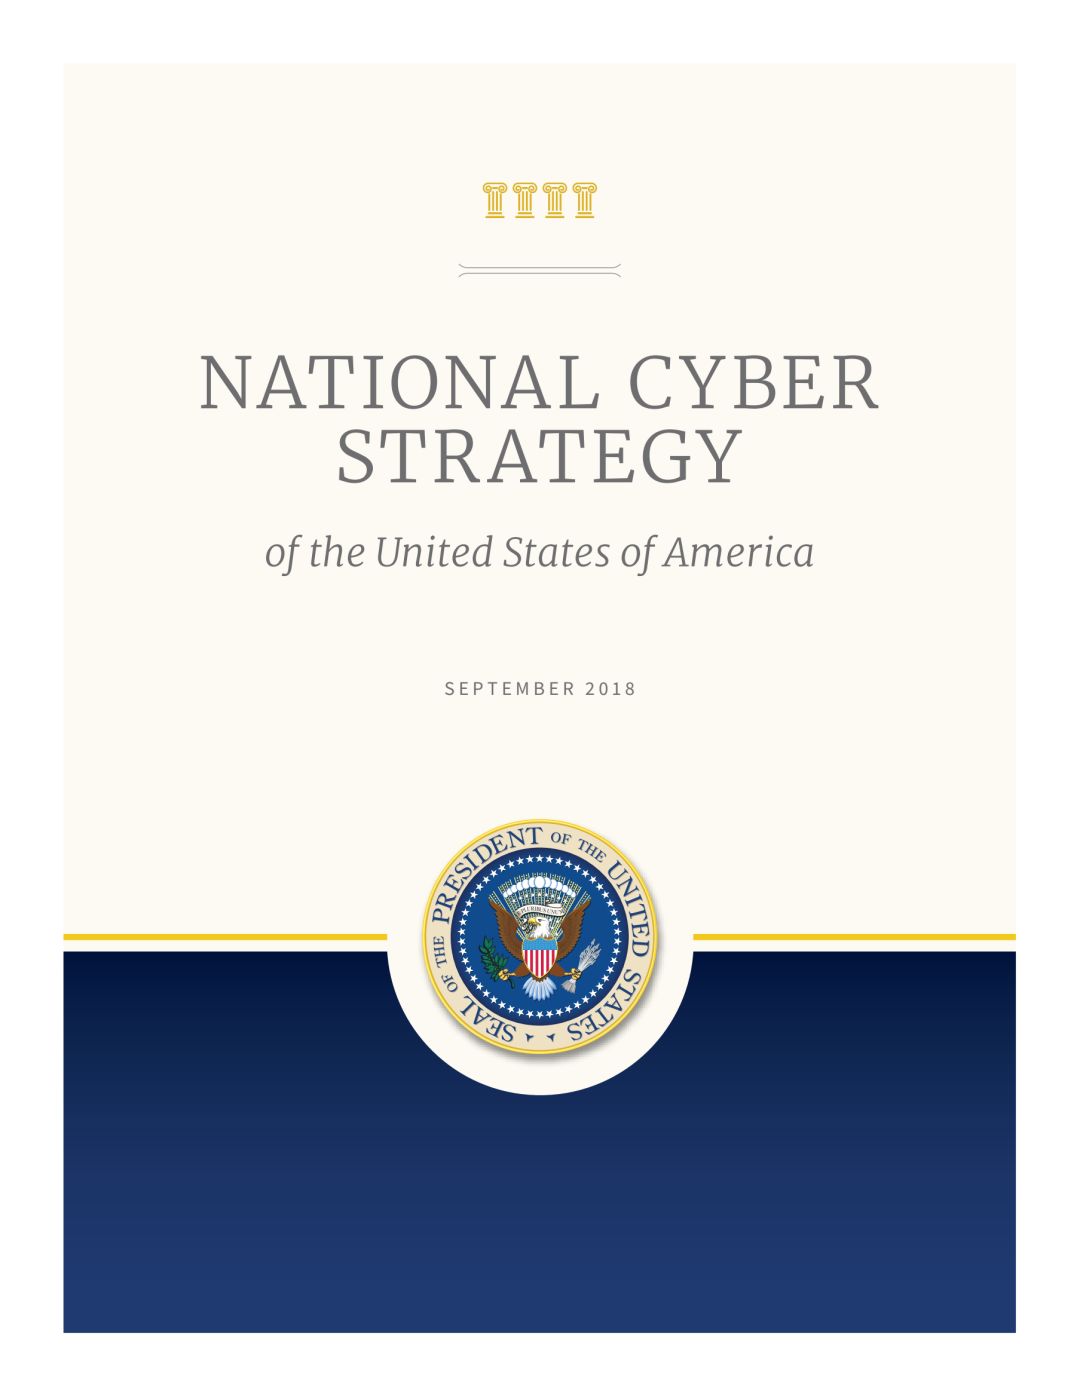 NATIONAL CYBER
STRATEGY
of the United States of America
SEPTEMBER 2018
SEAL OF THE PRESIDENT OF THE UNITED STATES
E PLURIBUS UNUM